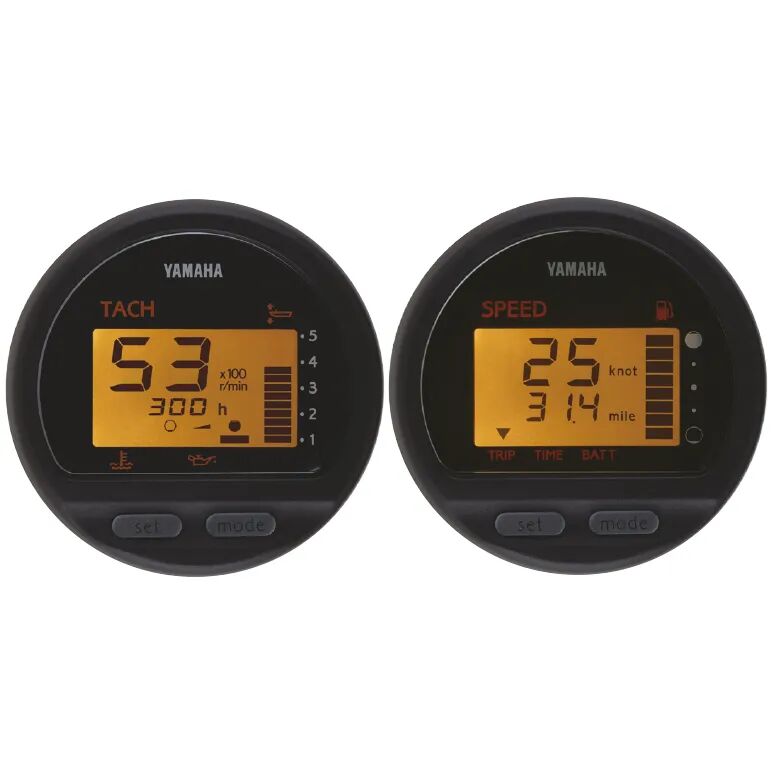 YAMAHA
TACH
53 x100 r/min
300 h
5
4
3
2
1
set mode
YAMAHA
SPEED
25 knot
31.4 mile
TRIP TIME BATT
set mode